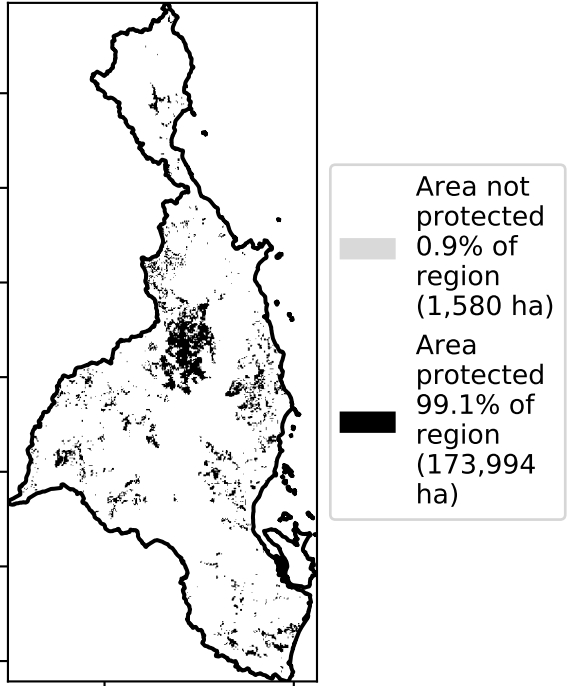 Area not
protected
0.9% of
region
(1,580 ha)
Area
protected
99.1% of
region
(173,994
ha)